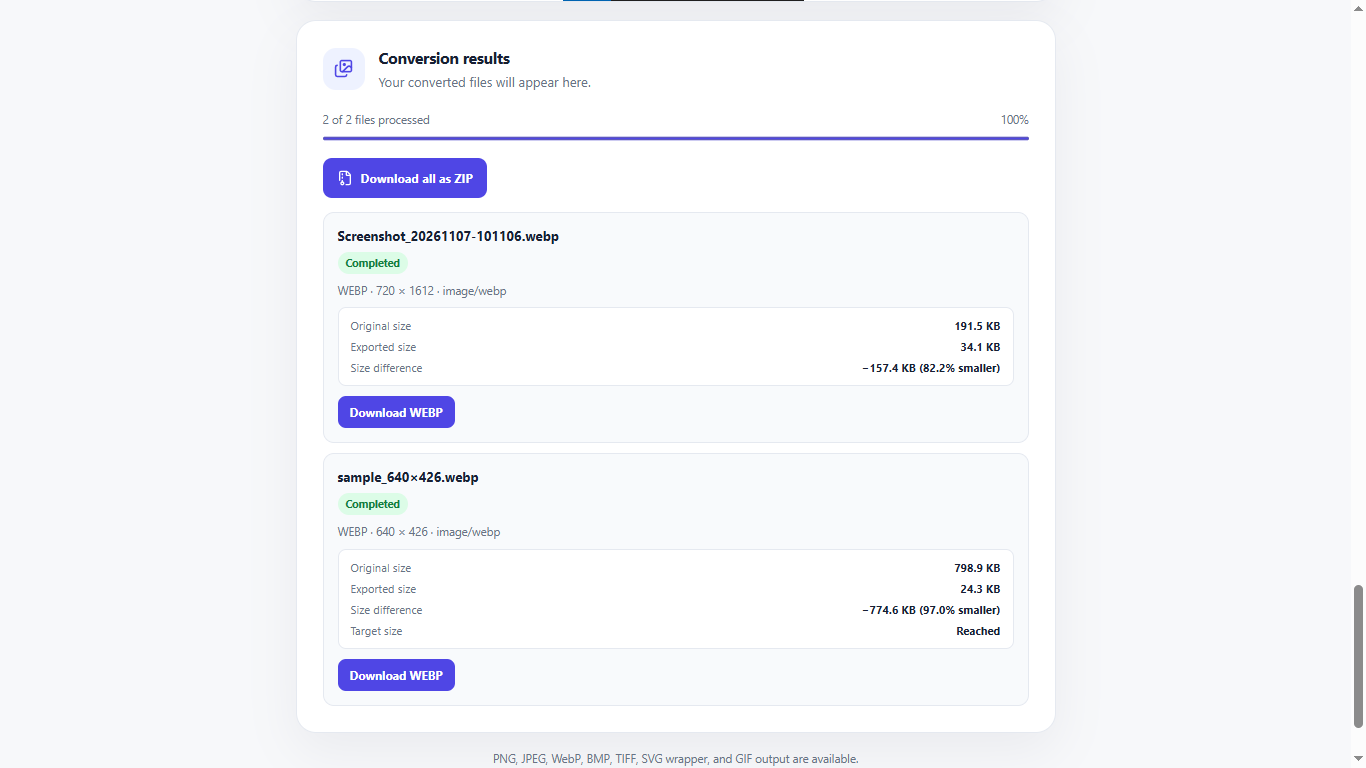 Conversion results
Your converted files will appear here.
2 of 2 files processed 100%
Download all as ZIP
Screenshot_20261107-101106.webp
Completed
WEBP · 720 × 1612 · image/webp
Original size 191.5 KB
Exported size 34.1 KB
Size difference −157.4 KB (82.2% smaller)
Download WEBP
sample_640×426.webp
Completed
WEBP · 640 × 426 · image/webp
Original size 798.9 KB
Exported size 24.3 KB
Size difference −774.6 KB (97.0% smaller)
Target size Reached
Download WEBP
PNG, JPEG, WebP, BMP, TIFF, SVG wrapper, and GIF output are available.